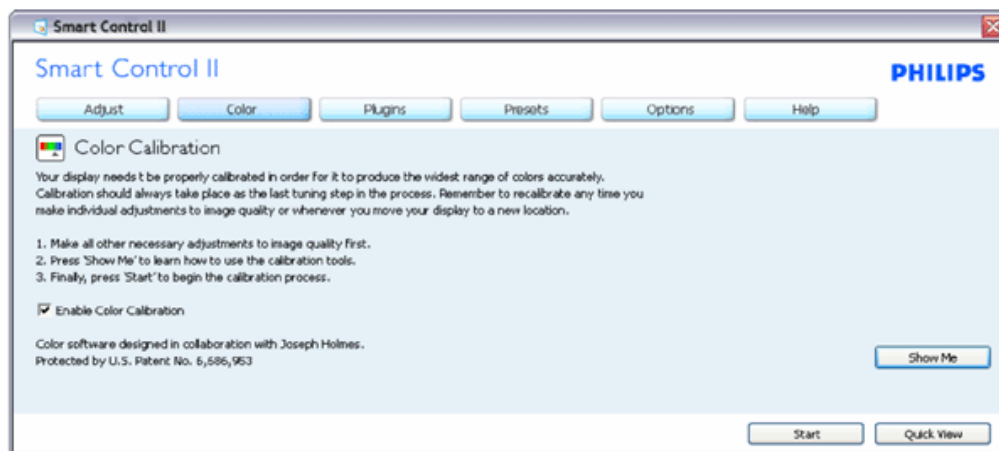 Smart Control II
Smart Control II
PHILIPS
Adjust Color Plugins Presets Options Help
Color Calibration
Your display needs t be properly calibrated in order for it to produce the widest range of colors accurately.
Calibration should always take place as the last tuning step in the process. Remember to recalibrate any time you
make individual adjustments to image quality or whenever you move your display to a new location.
1. Make all other necessary adjustments to image quality first.
2. Press 'Show Me' to learn how to use the calibration tools.
3. Finally, press 'Start' to begin the calibration process.
Enable Color Calibration
Color software designed in collaboration with Joseph Holmes.
Protected by U.S. Patent No. 6,686,953
Show Me
Start Quick View